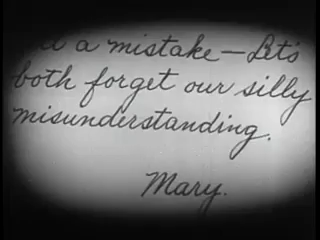 a mistake — Let's
both forget our silly
misunderstanding.
Mary.